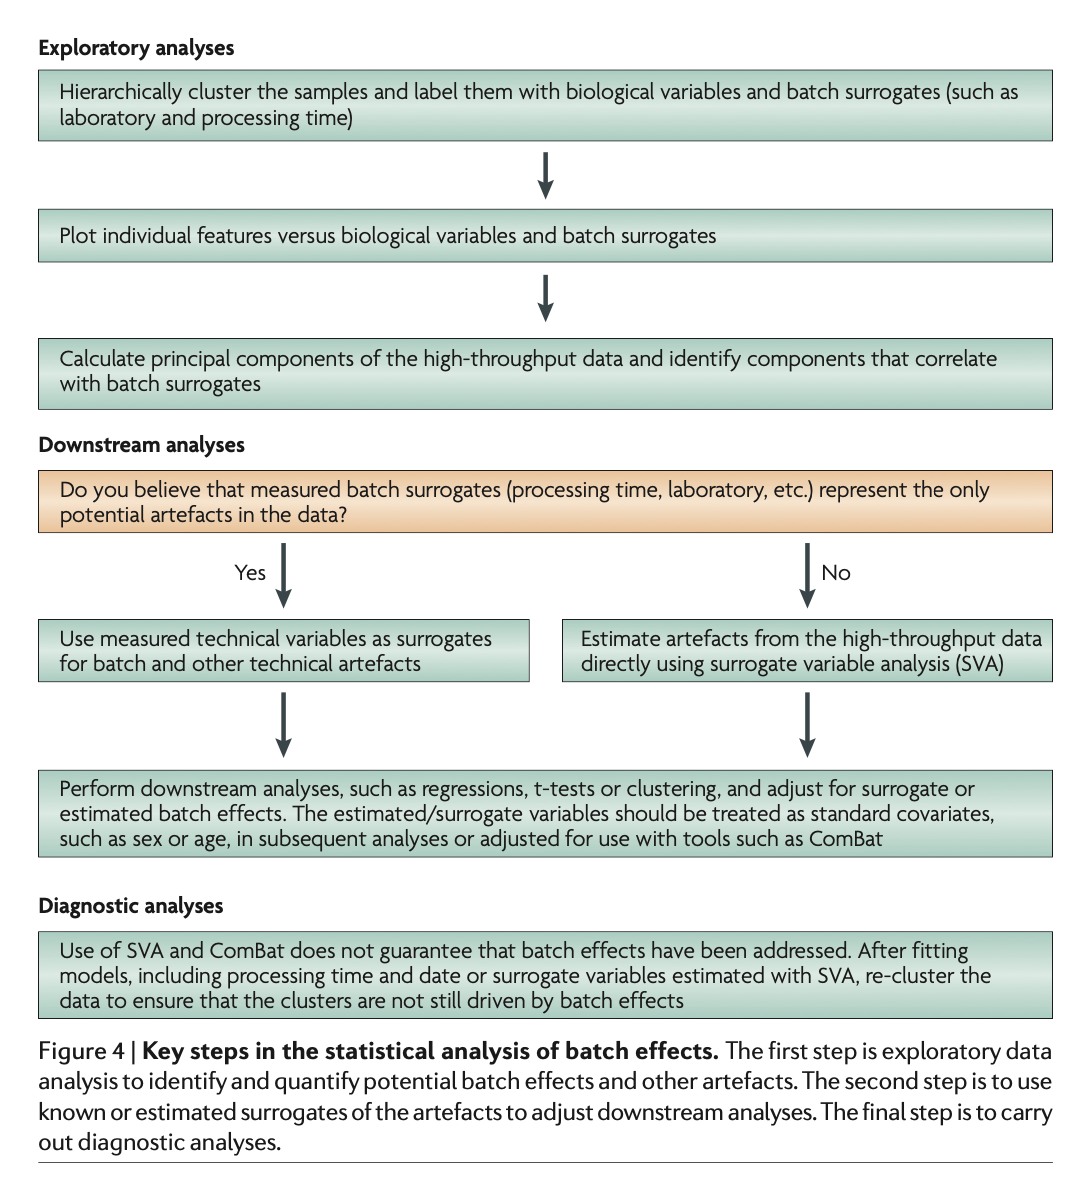 Exploratory analyses
Hierarchically cluster the samples and label them with biological variables and batch surrogates (such as
laboratory and processing time)
Plot individual features versus biological variables and batch surrogates
Calculate principal components of the high-throughput data and identify components that correlate
with batch surrogates
Downstream analyses
Do you believe that measured batch surrogates (processing time, laboratory, etc.) represent the only
potential artefacts in the data?
Yes
No
Use measured technical variables as surrogates
for batch and other technical artefacts
Estimate artefacts from the high-throughput data
directly using surrogate variable analysis (SVA)
Perform downstream analyses, such as regressions, t-tests or clustering, and adjust for surrogate or
estimated batch effects. The estimated/surrogate variables should be treated as standard covariates,
such as sex or age, in subsequent analyses or adjusted for use with tools such as ComBat
Diagnostic analyses
Use of SVA and ComBat does not guarantee that batch effects have been addressed. After fitting
models, including processing time and date or surrogate variables estimated with SVA, re-cluster the
data to ensure that the clusters are not still driven by batch effects
Figure 4 | Key steps in the statistical analysis of batch effects. The first step is exploratory data
analysis to identify and quantify potential batch effects and other artefacts. The second step is to use
known or estimated surrogates of the artefacts to adjust downstream analyses. The final step is to carry
out diagnostic analyses.